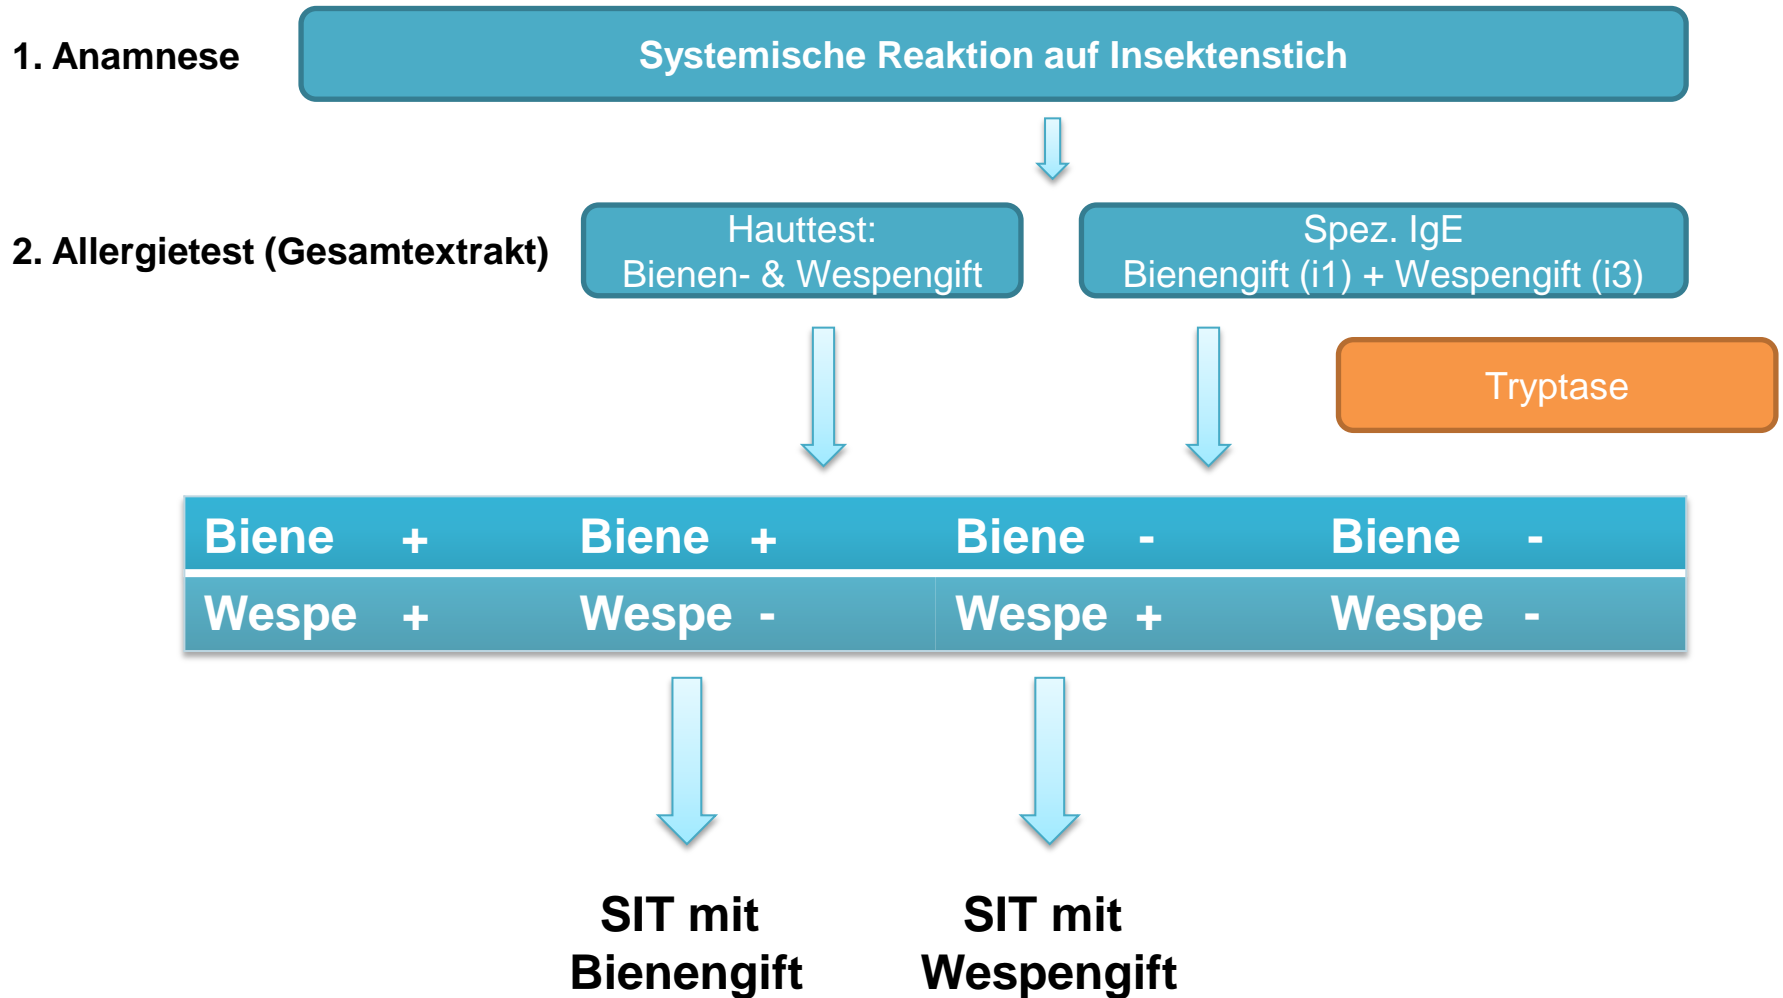 1. Anamnese
Systemische Reaktion auf Insektenstich
2. Allergietest (Gesamtextrakt)
Hauttest:
Bienen- & Wespengift
Spez. IgE
Bienengift (i1) + Wespengift (i3)
Tryptase
Biene + Biene + Biene - Biene -
Wespe + Wespe - Wespe + Wespe -
SIT mit
Bienengift
SIT mit
Wespengift